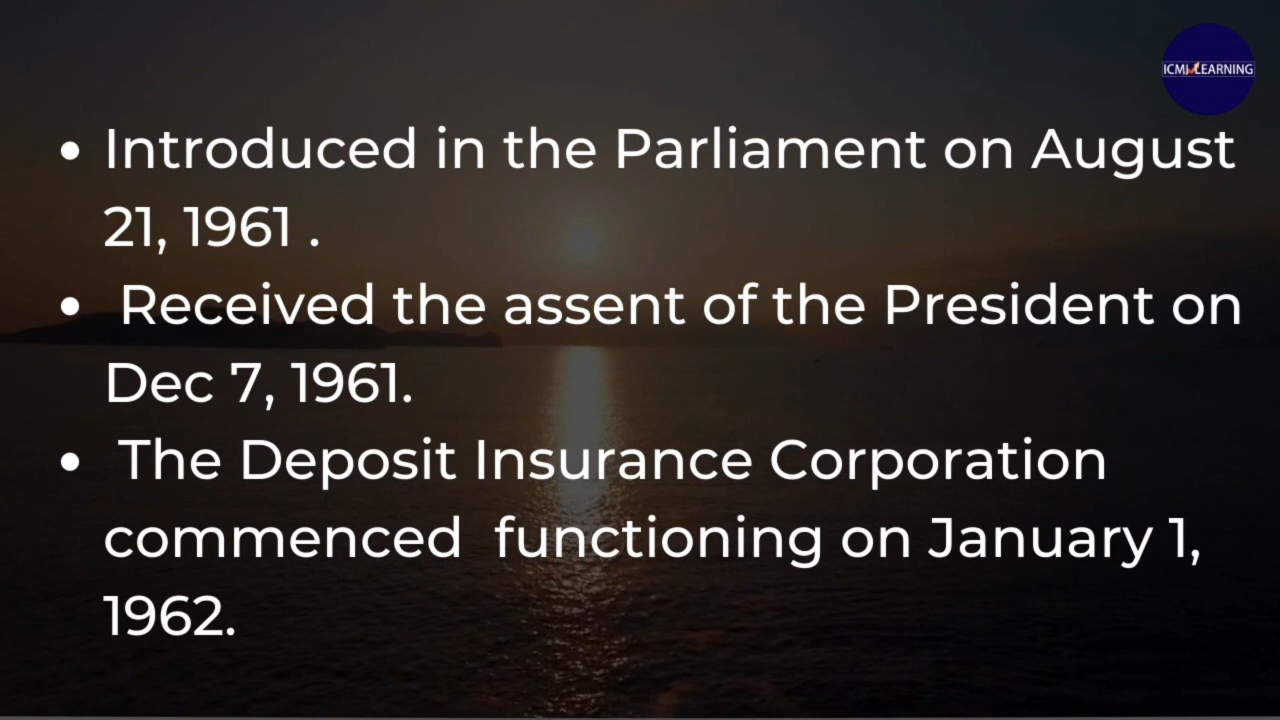 ICMI LEARNING
• Introduced in the Parliament on August
21, 1961 .
• Received the assent of the President on
Dec 7, 1961.
• The Deposit Insurance Corporation
commenced functioning on January 1,
1962.